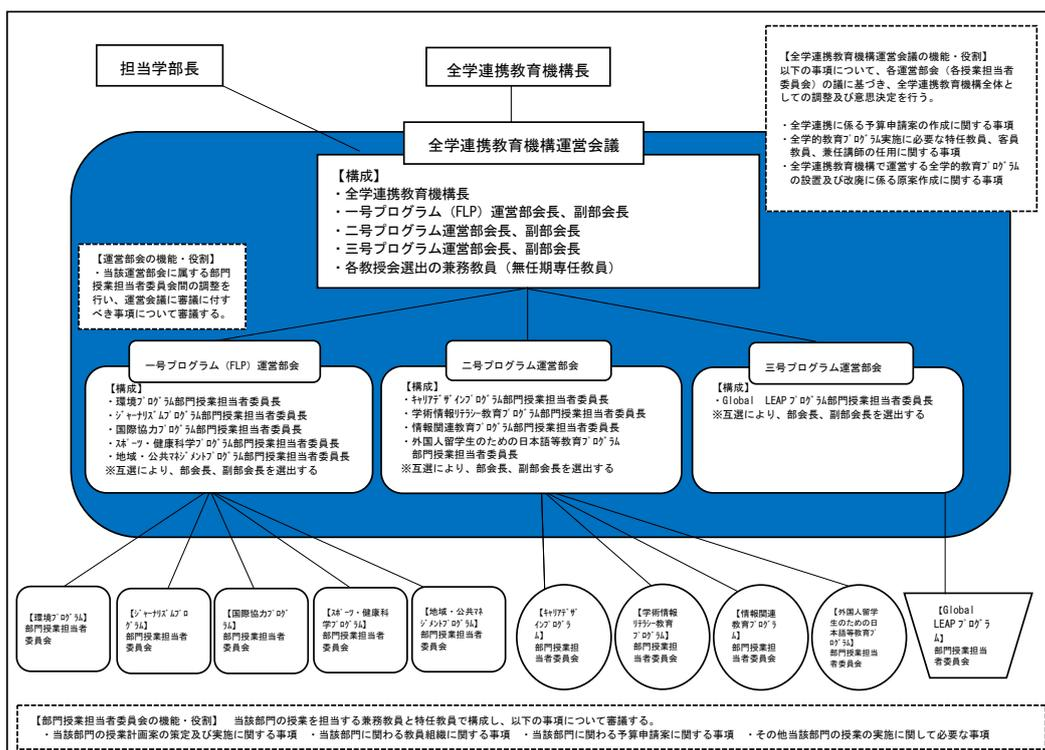 担当学部長
全学連携教育機構長
【全学連携教育機構運営会議の機能・役割】
以下の事項について、各運営部会（各授業担当者
委員会）の議に基づき、全学連携教育機構全体と
しての調整及び意思決定を行う。
・全学連携に係る予算申請案の作成に関する事項
・全学的教育プログラム実施に必要な特任教員、客員
教員、兼任講師の任用に関する事項
・全学連携教育機構で運営する全学的教育プログラム
の設置及び改廃に係る原案作成に関する事項
全学連携教育機構運営会議
【構成】
・全学連携教育機構長
・一号プログラム（FLP）運営部会長、副部会長
・二号プログラム運営部会長、副部会長
・三号プログラム運営部会長、副部会長
・各教授会選出の兼務教員（無任期専任教員）
【運営部会の機能・役割】
・当該運営部会に属する部門
授業担当者委員会間の調整を
行い、運営会議に審議に付す
べき事項について審議する。
一号プログラム（FLP）運営部会
【構成】
・環境プログラム部門授業担当者委員長
・ジャーナリズムプログラム部門授業担当者委員長
・国際協力プログラム部門授業担当者委員長
・スポーツ・健康科学プログラム部門授業担当者委員長
・地域・公共マネジメントプログラム部門授業担当者委員長
※互選により、部会長、副部会長を選出する
二号プログラム運営部会
【構成】
・キャリアデザインプログラム部門授業担当者委員長
・学術情報リテラシー教育プログラム部門授業担当者委員長
・情報関連教育プログラム部門授業担当者委員長
・外国人留学生のための日本語等教育プログラム
部門授業担当者委員長
※互選により、部会長、副部会長を選出する
三号プログラム運営部会
【構成】
・Global LEAPプログラム部門授業担当者委員長
※互選により、部会長、副部会長を選出する
【環境プログラム】
部門授業担当者
委員会
【ジャーナリズムプロ
グラム】
部門授業担当者
委員会
【国際協力プログ
ラム】
部門授業担当者
委員会
【スポーツ・健康科
学プログラム】
部門授業担当者
委員会
【地域・公共マネ
ジメントプログラム】
部門授業担当者
委員会
【キャリアデザ
インプログラ
ム】
部門授業担
当者委員会
【学術情報
リテラシー教育
プログラム】
部門授業担
当者委員会
【情報関連
教育プログラ
ム】
部門授業担
当者委員会
【外国人留学
生のための日
本語等教育プ
ログラム】
部門授業担当
者委員会
【Global
LEAPプログラ
ム】
部門授業担当
者委員会
【部門授業担当者委員会の機能・役割】 当該部門の授業を担当する兼務教員と特任教員で構成し、以下の事項について審議する。
・当該部門の授業計画案の策定及び実施に関する事項 ・当該部門に関わる教員組織に関する事項 ・当該部門に関わる予算申請案に関する事項 ・その他当該部門の授業の実施に関して必要な事項